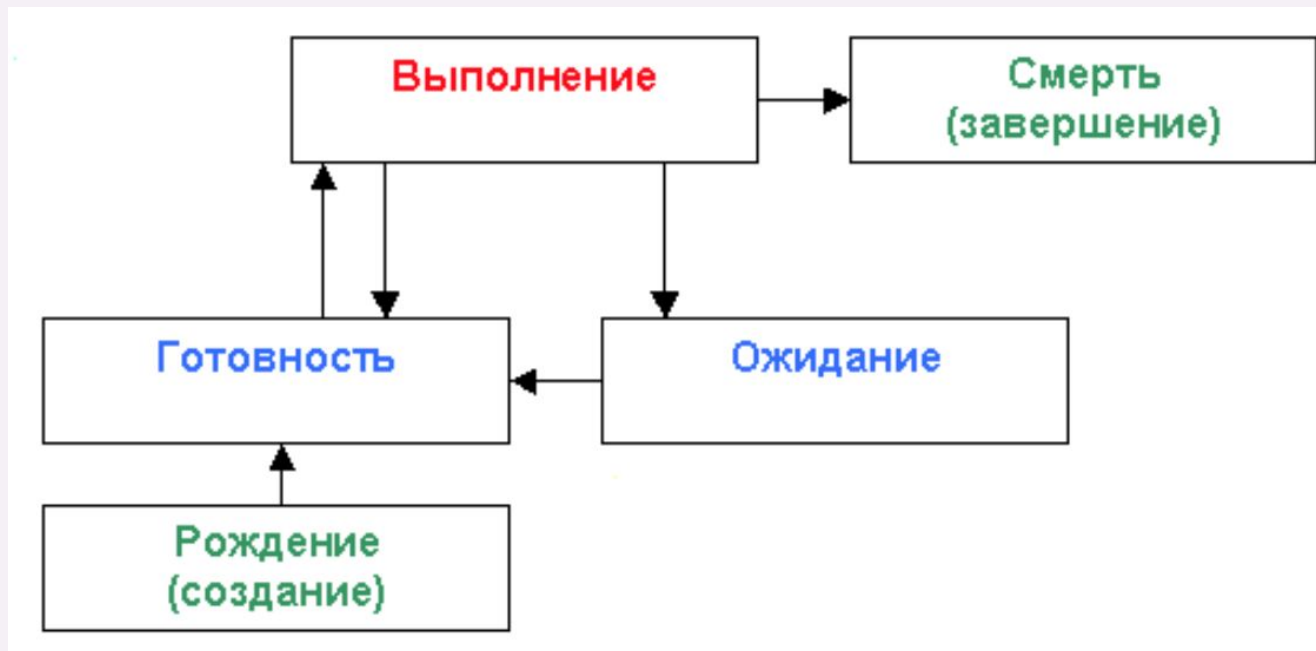 Выполнение
Смерть
(завершение)
Готовность
Ожидание
Рождение
(создание)